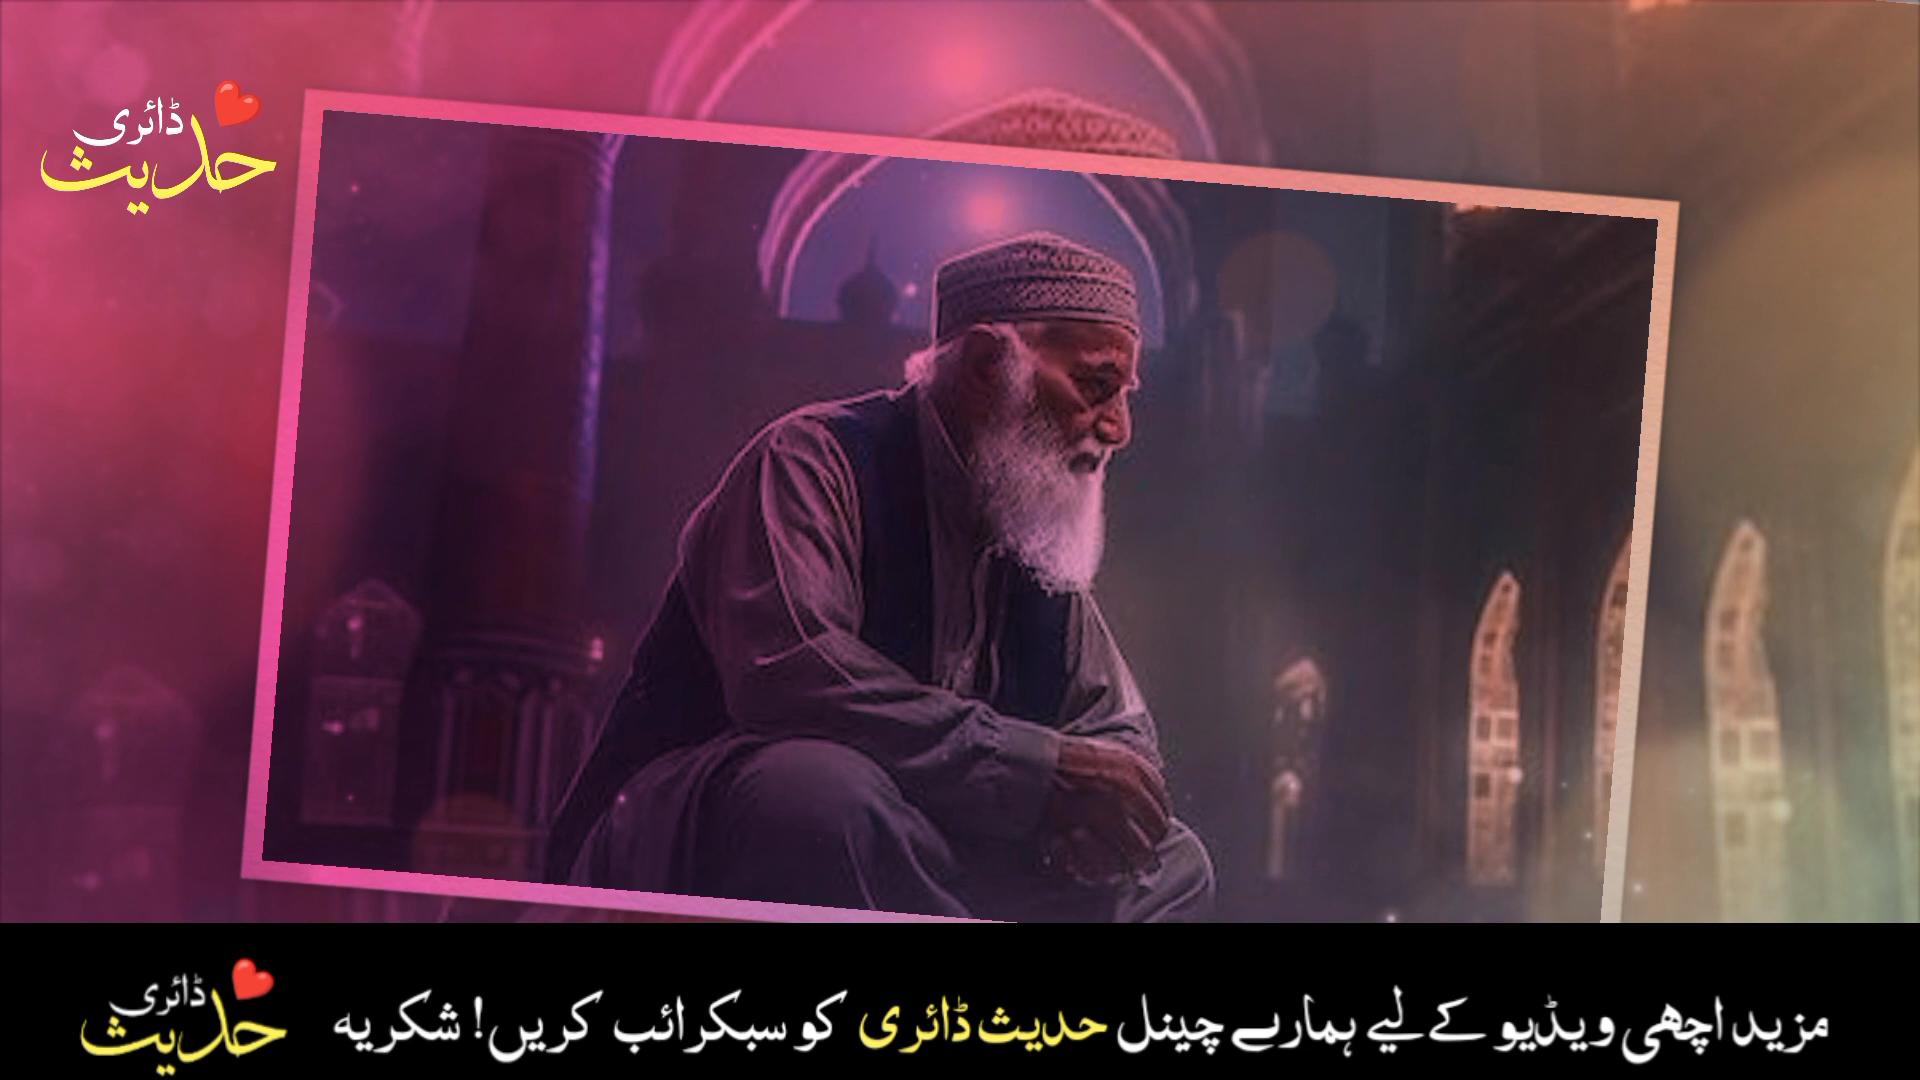 ڈائری
حدیث
مزید اچھی ویڈیو کے لیے ہمارے چینل حدیث ڈائری کو سبکرائب کریں! شکریہ
ڈائری
حدیث